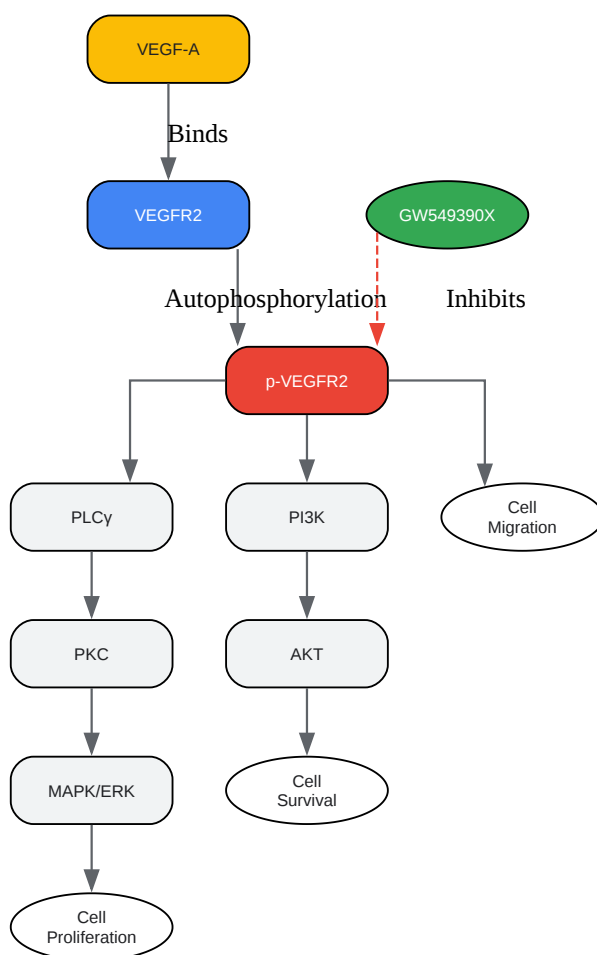 VEGF-A
Binds
VEGFR2
GW549390X
Autophosphorylation
Inhibits
p-VEGFR2
PLCγ
PI3K
Cell
Migration
PKC
AKT
MAPK/ERK
Cell
Survival
Cell
Proliferation